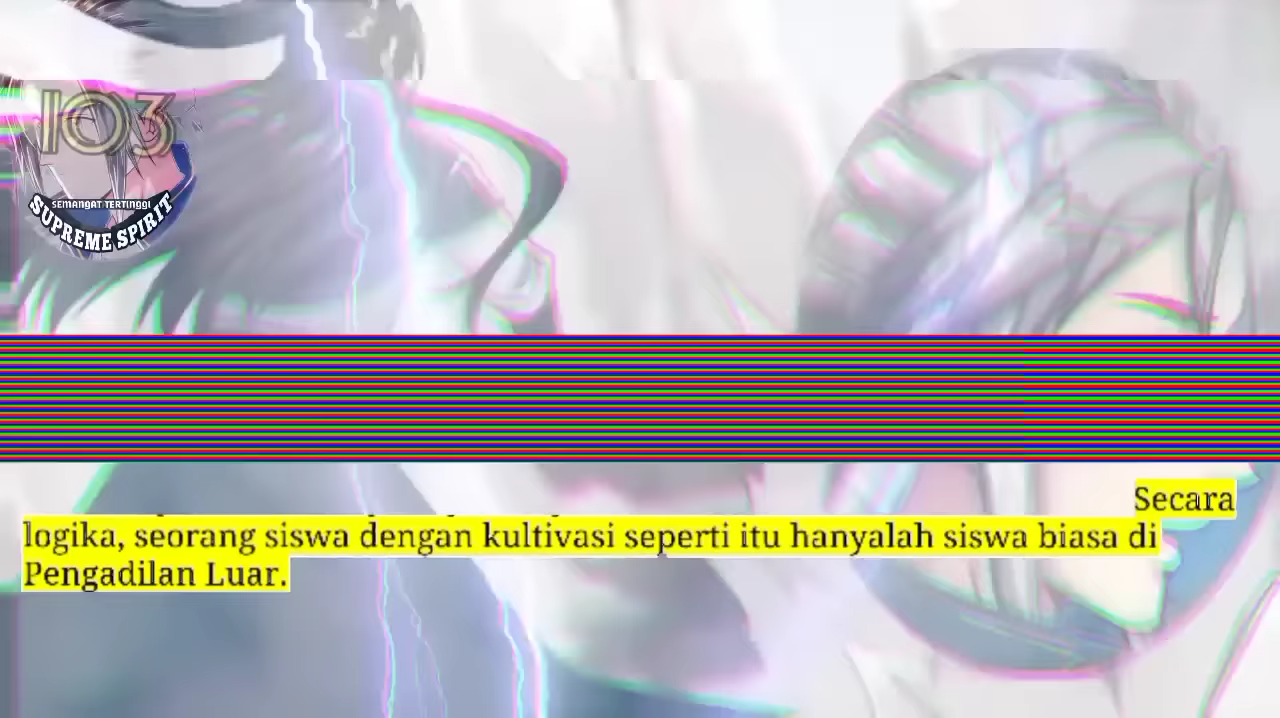 103
SEMANGAT TERTINGGI
SUPREME SPIRIT
Secara
logika, seorang siswa dengan kultivasi seperti itu hanyalah siswa biasa di
Pengadilan Luar.